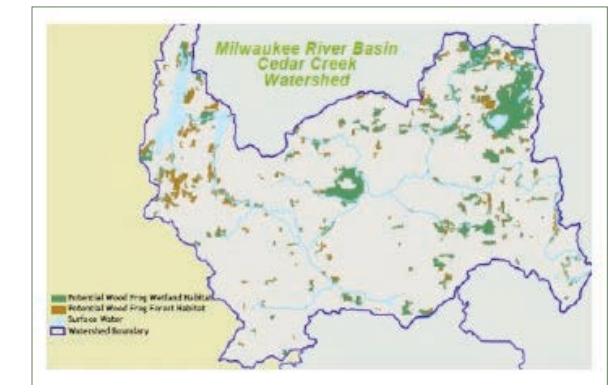 Milwaukee River Basin
Cedar Creek
Watershed
Potential Wood Frog Wetland Habitat
Potential Wood Frog Forest Habitat
Surface Water
Watershed Boundary